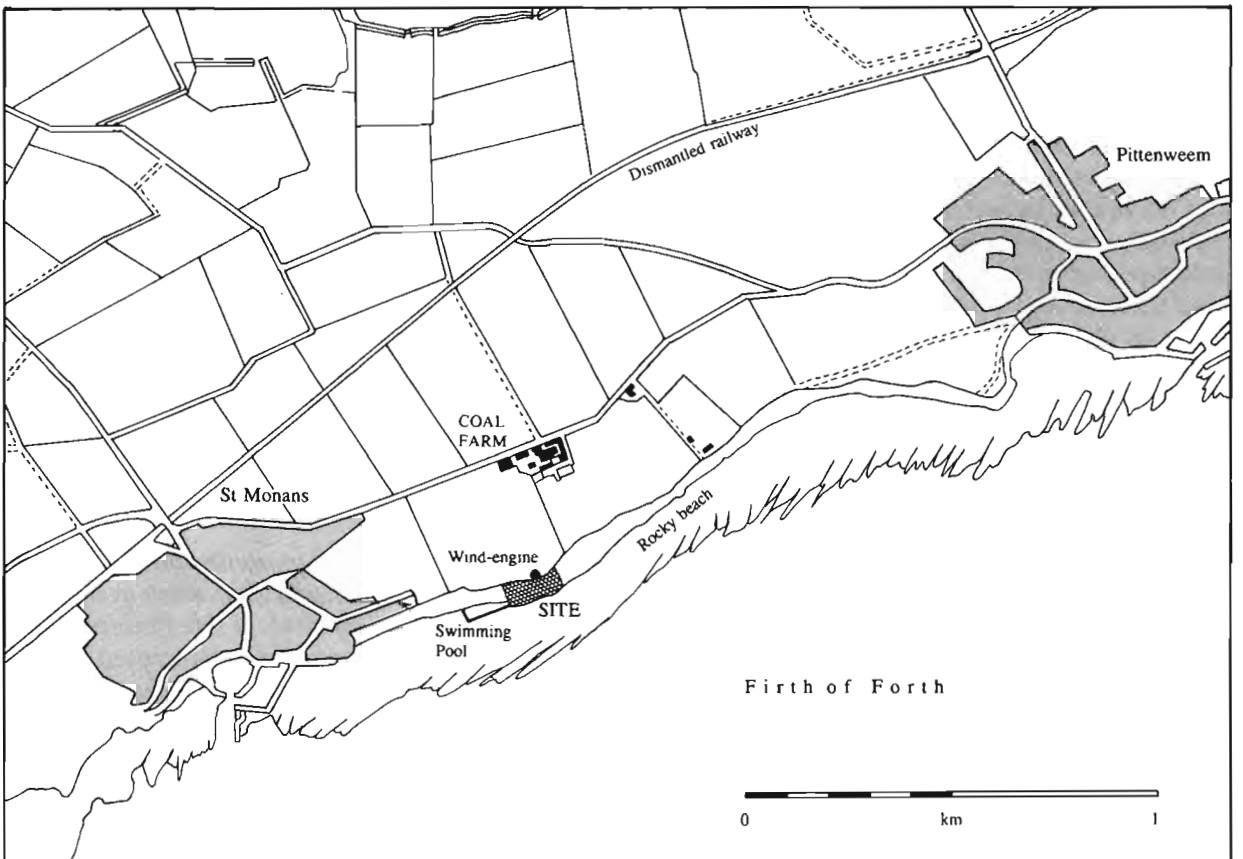 Dismantled railway
Pittenweem
COAL
FARM
St Monans
Wind-engine
Rocky beach
SITE
Swimming
Pool
Firth of Forth
0 km 1